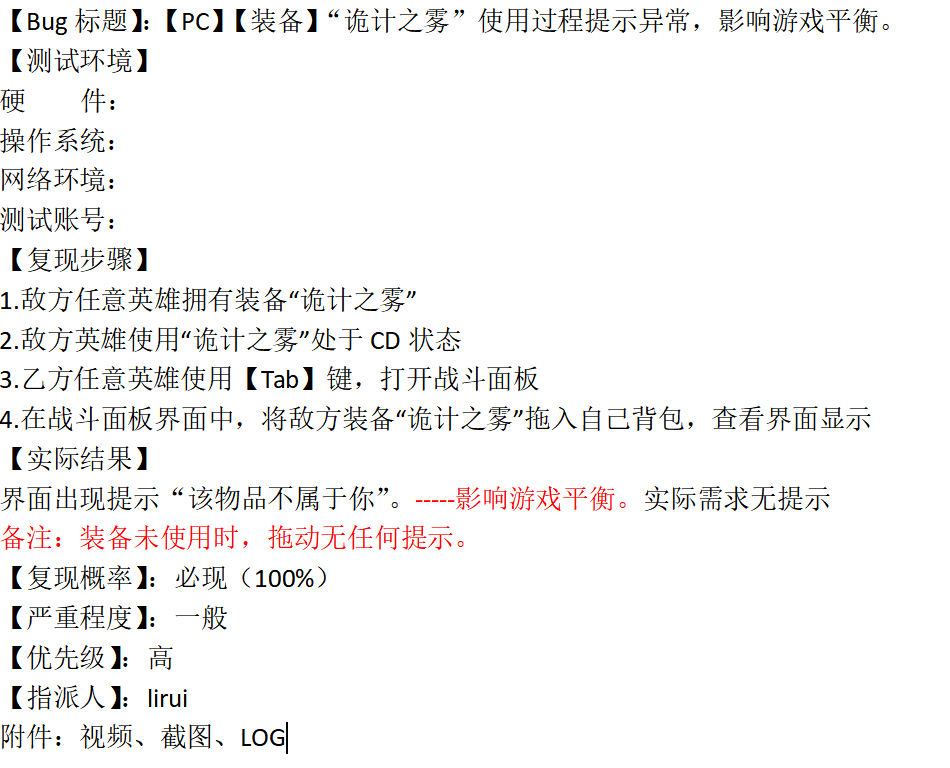 【Bug 标题】：【PC】【装备】“诡计之雾”使用过程提示异常，影响游戏平衡。
【测试环境】
硬　　件：
操作系统：
网络环境：
测试账号：
【复现步骤】
1.敌方任意英雄拥有装备“诡计之雾”
2.敌方英雄使用“诡计之雾”处于 CD 状态
3.乙方任意英雄使用【Tab】键，打开战斗面板
4.在战斗面板界面中，将敌方装备“诡计之雾”拖入自己背包，查看界面显示
【实际结果】
界面出现提示“该物品不属于你”。-----影响游戏平衡。实际需求无提示
备注：装备未使用时，拖动无任何提示。
【复现概率】：必现（100%）
【严重程度】：一般
【优先级】：高
【指派人】：lirui
附件：视频、截图、LOG